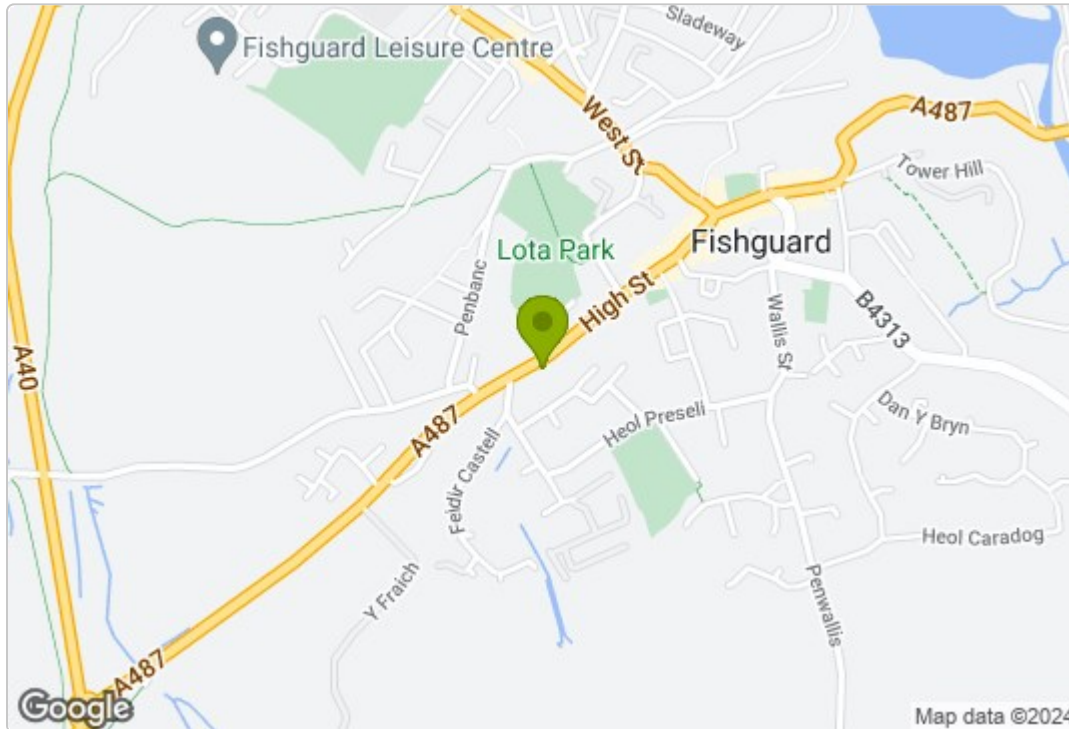 Sladeway
Fishguard Leisure Centre
A487
West St
Tower Hill
Fishguard
Lota Park
High St
Penbanc
Wallis St
B4313
A40
A487
Heol Preseli
Dan Y Bryn
Feidir Castell
Heol Caradog
Y Fraich
Penwallis
A487
Google
Map data ©2024